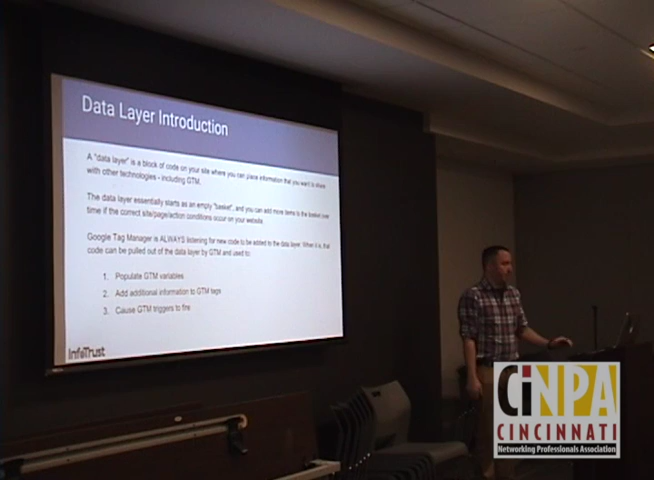 Data Layer Introduction
A "data layer" is a block of code on your site where you can place information that you want to share
with other technologies - including GTM.
The data layer essentially starts as an empty "basket", and you can add more items to the basket over
time if the correct site/page/action conditions occur on your website.
Google Tag Manager is ALWAYS listening for new code to be added to the data layer. When it is, that
code can be pulled out of the data layer by GTM and used to:
1. Populate GTM variables
2. Add additional information to GTM tags
3. Cause GTM triggers to fire
InfoTrust
CiNPA
CINCINNATI
Networking Professionals Association